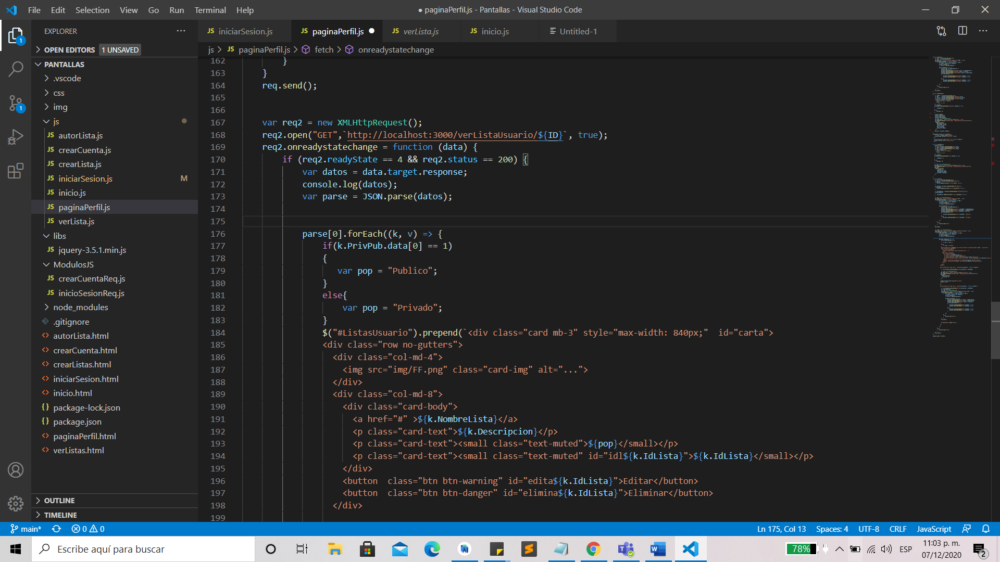 File Edit Selection View Go Run Terminal Help
● paginaPerfil.js - Pantallas - Visual Studio Code
EXPLORER
OPEN EDITORS 1 UNSAVED
PANTALLAS
.vscode
css
img
js
JS autorLista.js
JS crearCuenta.js
JS crearLista.js
JS iniciarSesion.js M
JS inicio.js
JS paginaPerfil.js
JS verLista.js
libs
JS jquery-3.5.1.min.js
ModulosJS
JS crearCuentaReq.js
JS inicioSesionReq.js
node_modules
.gitignore
autorLista.html
crearCuenta.html
crearListas.html
iniciarSesion.html
inicio.html
package-lock.json
package.json
paginaPerfil.html
verListas.html
OUTLINE
TIMELINE
JS iniciarSesion.js JS paginaPerfil.js ● JS verLista.js JS inicio.js Untitled-1
js > JS paginaPerfil.js > fetch > onreadystatechange
162 }
163 }
164 req.send();
165
166
167 var req2 = new XMLHttpRequest();
168 req2.open("GET",`http://localhost:3000/verListaUsuario/${ID}`, true);
169 req2.onreadystatechange = function (data) {
170 if (req2.readyState == 4 && req2.status == 200) {
171 var datos = data.target.response;
172 console.log(datos);
173 var parse = JSON.parse(datos);
174
175
176 parse[0].forEach((k, v) => {
177 if(k.PrivPub.data[0] == 1)
178 {
179 var pop = "Publico";
180 }
181 else{
182 var pop = "Privado";
183 }
184 $("#ListasUsuario").prepend(`<div class="card mb-3" style="max-width: 840px;"  id="carta">
185 <div class="row no-gutters">
186 <div class="col-md-4">
187 <img src="img/FF.png" class="card-img" alt="...">
188 </div>
189 <div class="col-md-8">
190 <div class="card-body">
191 <a href="#" >${k.NombreLista}</a>
192 <p class="card-text">${k.Descripcion}</p>
193 <p class="card-text"><small class="text-muted">${pop}</small></p>
194 <p class="card-text"><small class="text-muted" id="idl${k.IdLista}">${k.IdLista}</small></p>
195 </div>
196 <button  class="btn btn-warning" id="edita${k.IdLista}">Editar</button>
197 <button  class="btn btn-danger" id="elimina${k.IdLista}">Eliminar</button>
198 </div>
199
main* 0 0 Ln 175, Col 13 Spaces: 4 UTF-8 CRLF JavaScript
Escribe aquí para buscar
78%
ESP
11:03 p. m.
07/12/2020
2